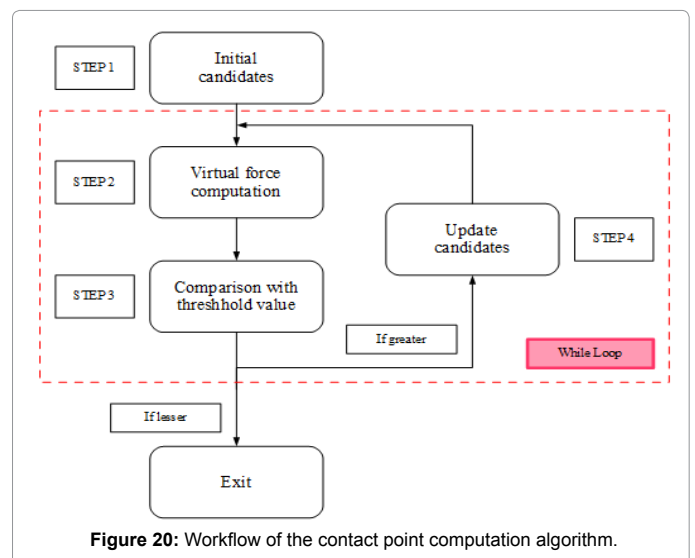 STEP 1
Initial
candidates
STEP 2
Virtual force
computation
Update
candidates
STEP 4
STEP 3
Comparison with
threshhold value
If greater
While Loop
If lesser
Exit
Figure 20: Workflow of the contact point computation algorithm.